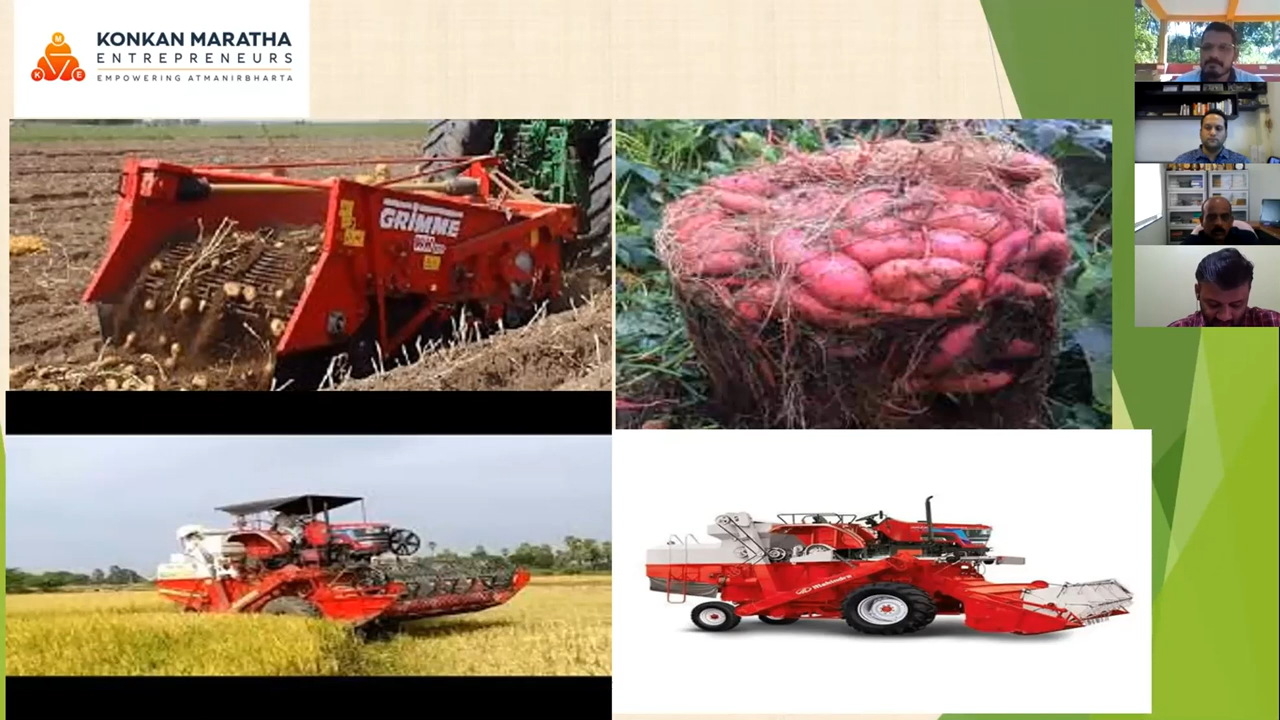 KONKAN MARATHA
ENTREPRENEURS
EMPOWERING ATMANIRBHARTA
M
K
E
GRIMME
Mahindra